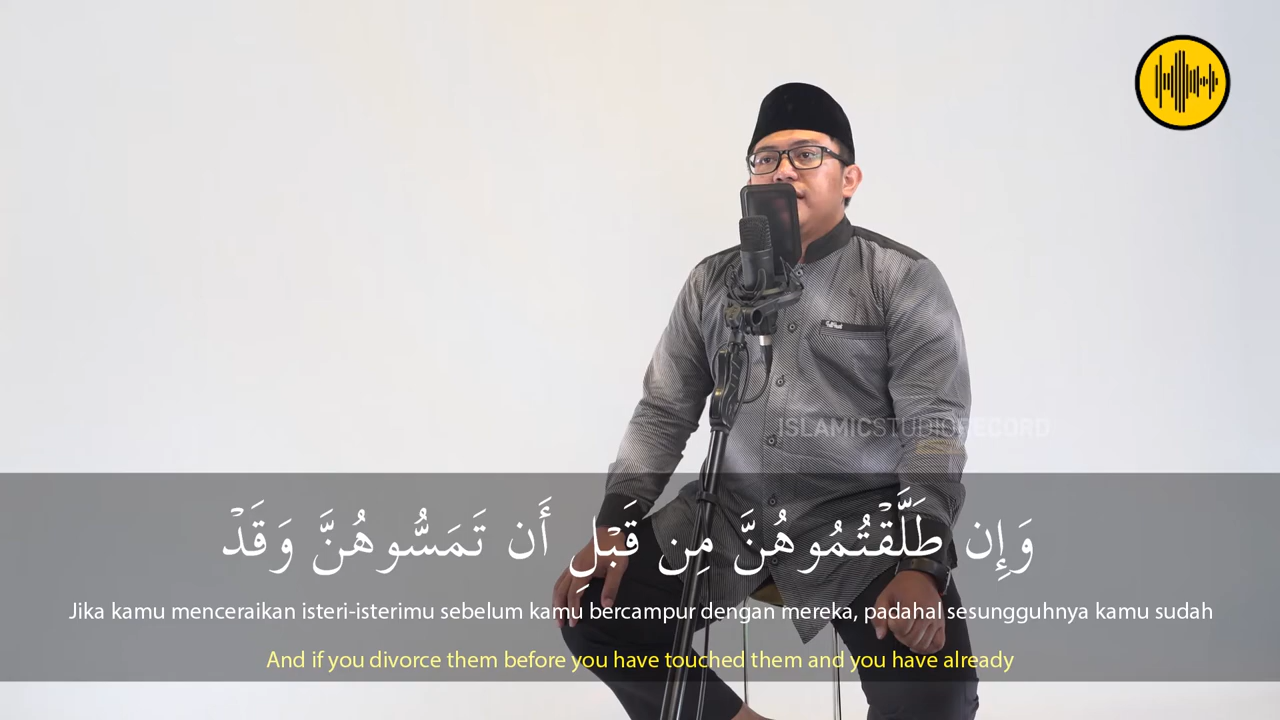 ISLAMICSTUDIORECORD
وَإِن طَلَّقْتُمُوهُنَّ مِن قَبْلِ أَن تَمَسُّوهُنَّ وَقَدْ
Jika kamu menceraikan isteri-isterimu sebelum kamu bercampur dengan mereka, padahal sesungguhnya kamu sudah
And if you divorce them before you have touched them and you have already